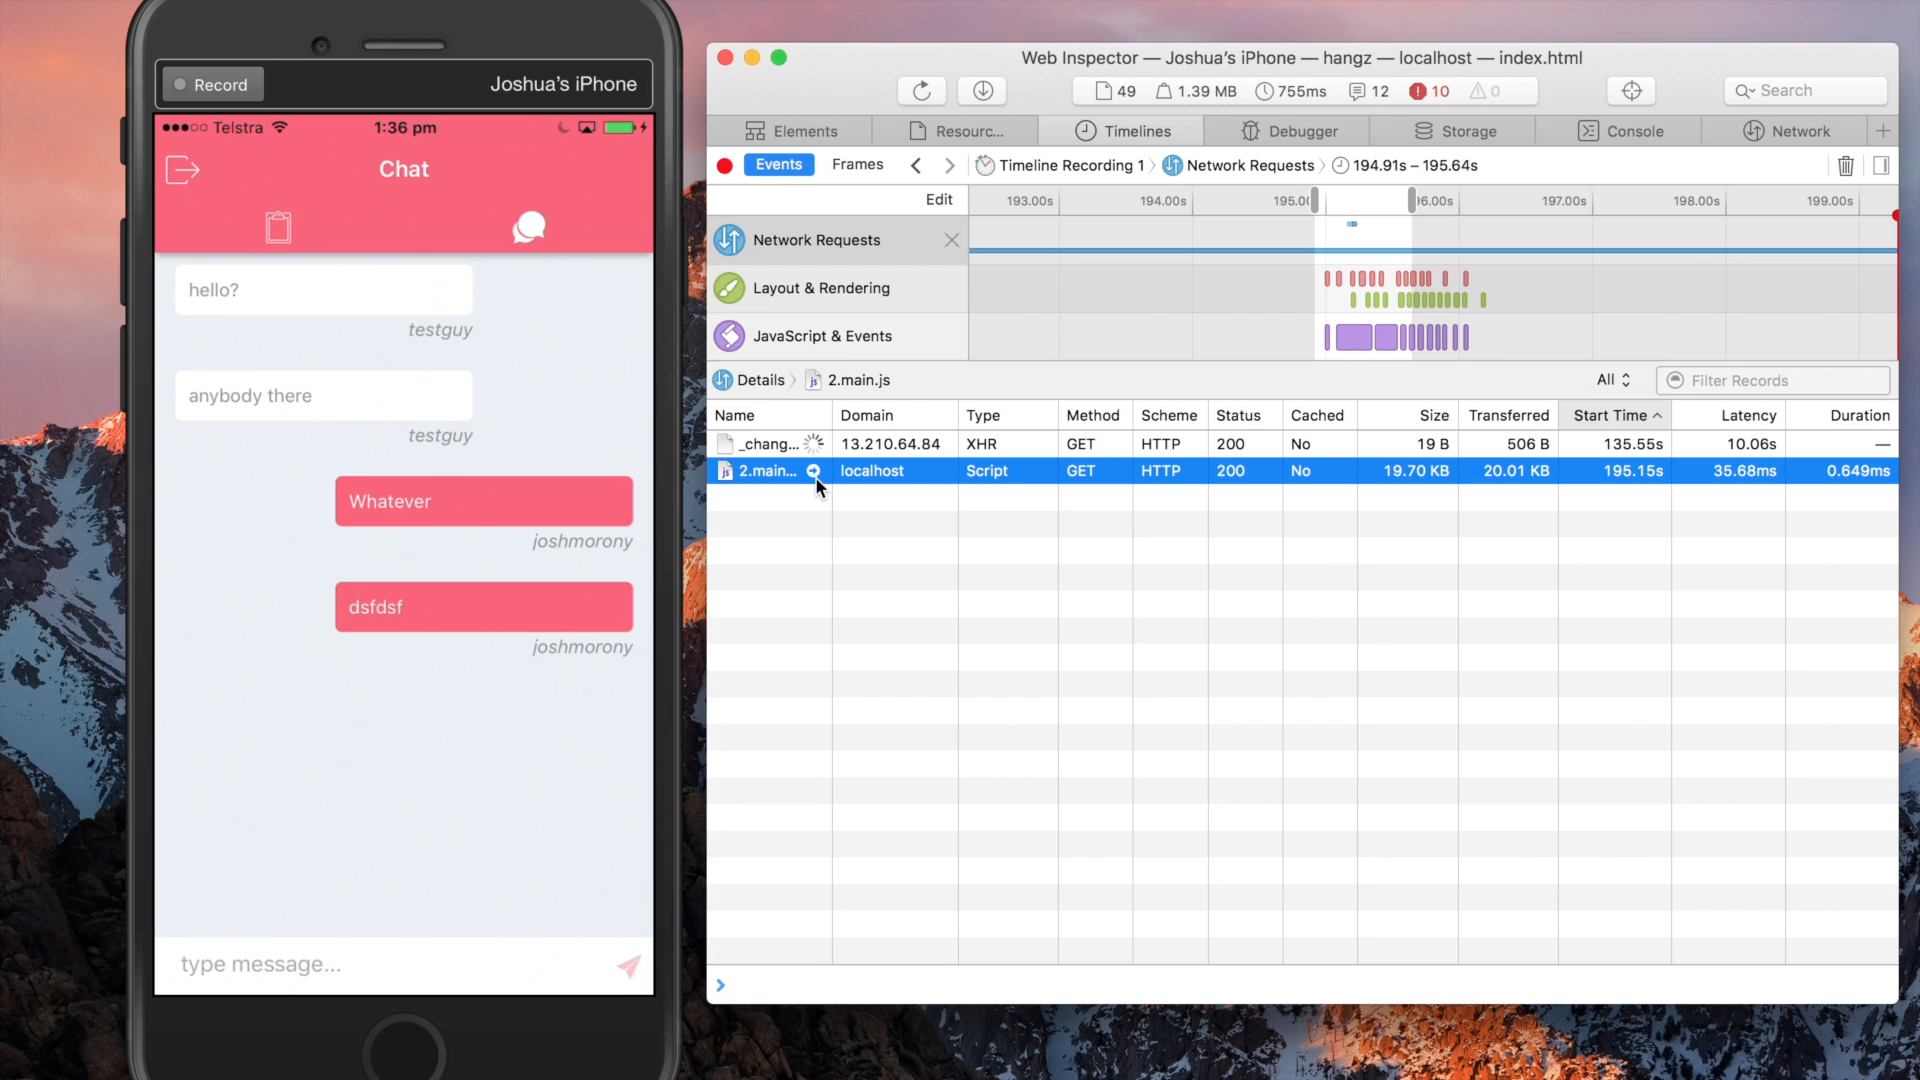 Record
Joshua's iPhone
Telstra
1:36 pm
Chat
hello?
testguy
anybody there
testguy
Whatever
joshmorony
dsfdsf
joshmorony
type message...
Web Inspector — Joshua's iPhone — hangz — localhost — index.html
49 1.39 MB 755ms 12 10 0
Search
Elements Resourc... Timelines Debugger Storage Console Network
Events Frames Timeline Recording 1 Network Requests 194.91s – 195.64s
Edit 193.00s 194.00s 195.0 96.00s 197.00s 198.00s 199.00s
Network Requests
Layout & Rendering
JavaScript & Events
Details 2.main.js All Filter Records
Name Domain Type Method Scheme Status Cached Size Transferred Start Time Latency Duration
_chang... 13.210.64.84 XHR GET HTTP 200 No 19 B 506 B 135.55s 10.06s —
2.main... localhost Script GET HTTP 200 No 19.70 KB 20.01 KB 195.15s 35.68ms 0.649ms